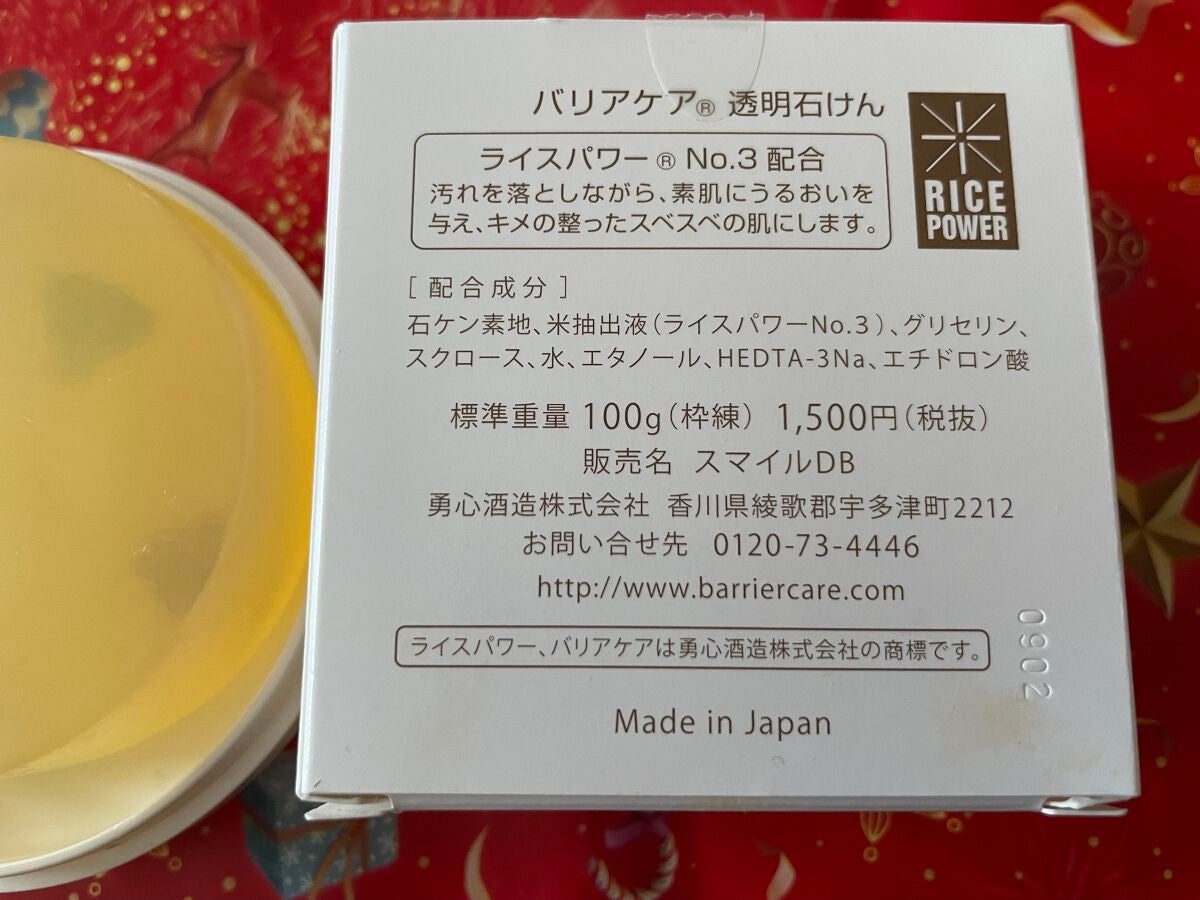 バリアケア® 透明石けん
ライスパワー® No.3 配合
汚れを落としながら、素肌にうるおいを
与え、キメの整ったスベスベの肌にします。
RICE
POWER
[ 配合成分 ]
石ケン素地、米抽出液(ライスパワーNo.3)、グリセリン、
スクロース、水、エタノール、HEDTA-3Na、エチドロン酸
標準重量 100g(枠練) 1,500円(税抜)
販売名 スマイルDB
勇心酒造株式会社 香川県綾歌郡宇多津町2212
お問い合せ先 0120-73-4446
http://www.barriercare.com
ライスパワー、バリアケアは勇心酒造株式会社の商標です。
0902
Made in Japan